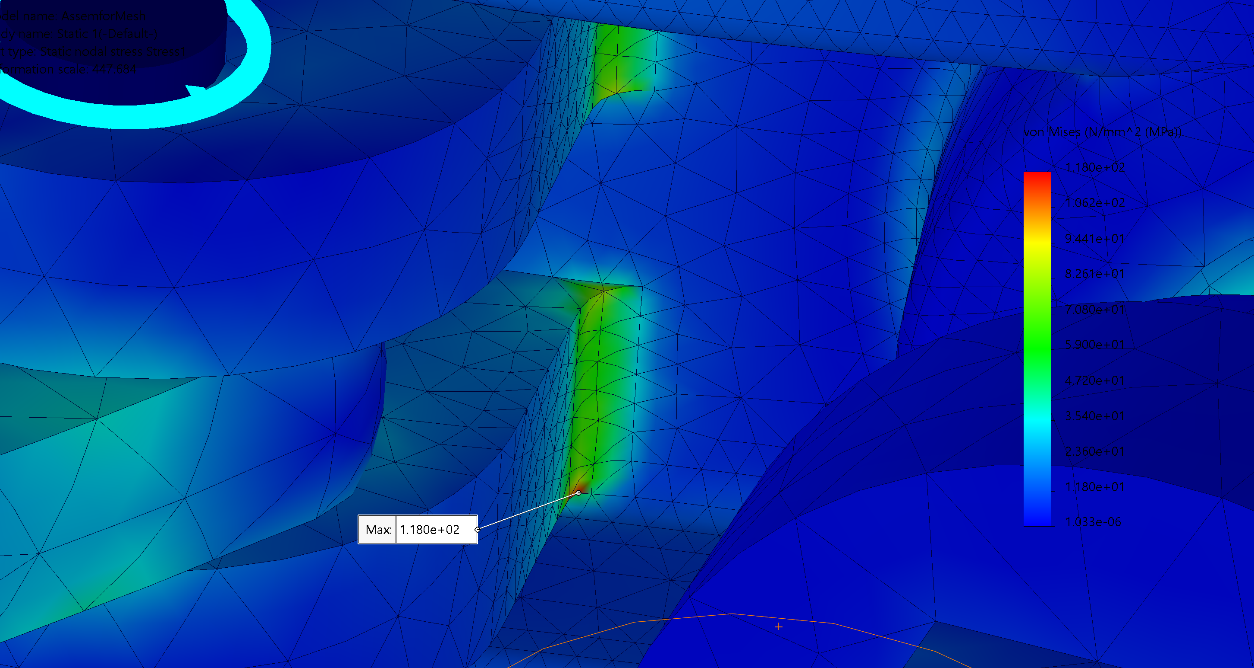 von Mises (N/mm^2 (MPa))
1.180e+02
1.062e+02
9.441e+01
8.261e+01
7.080e+01
5.900e+01
4.720e+01
3.540e+01
2.360e+01
1.180e+01
1.033e-06
Max: 1.180e+02